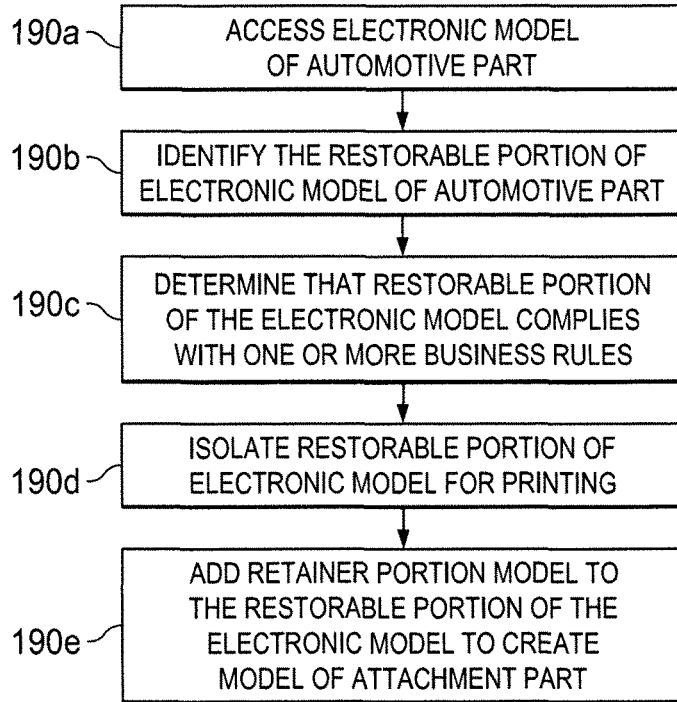 190a
ACCESS ELECTRONIC MODEL
OF AUTOMOTIVE PART
190b
IDENTIFY THE RESTORABLE PORTION OF
ELECTRONIC MODEL OF AUTOMOTIVE PART
190c
DETERMINE THAT RESTORABLE PORTION
OF THE ELECTRONIC MODEL COMPLIES
WITH ONE OR MORE BUSINESS RULES
190d
ISOLATE RESTORABLE PORTION OF
ELECTRONIC MODEL FOR PRINTING
190e
ADD RETAINER PORTION MODEL TO
THE RESTORABLE PORTION OF THE
ELECTRONIC MODEL TO CREATE
MODEL OF ATTACHMENT PART